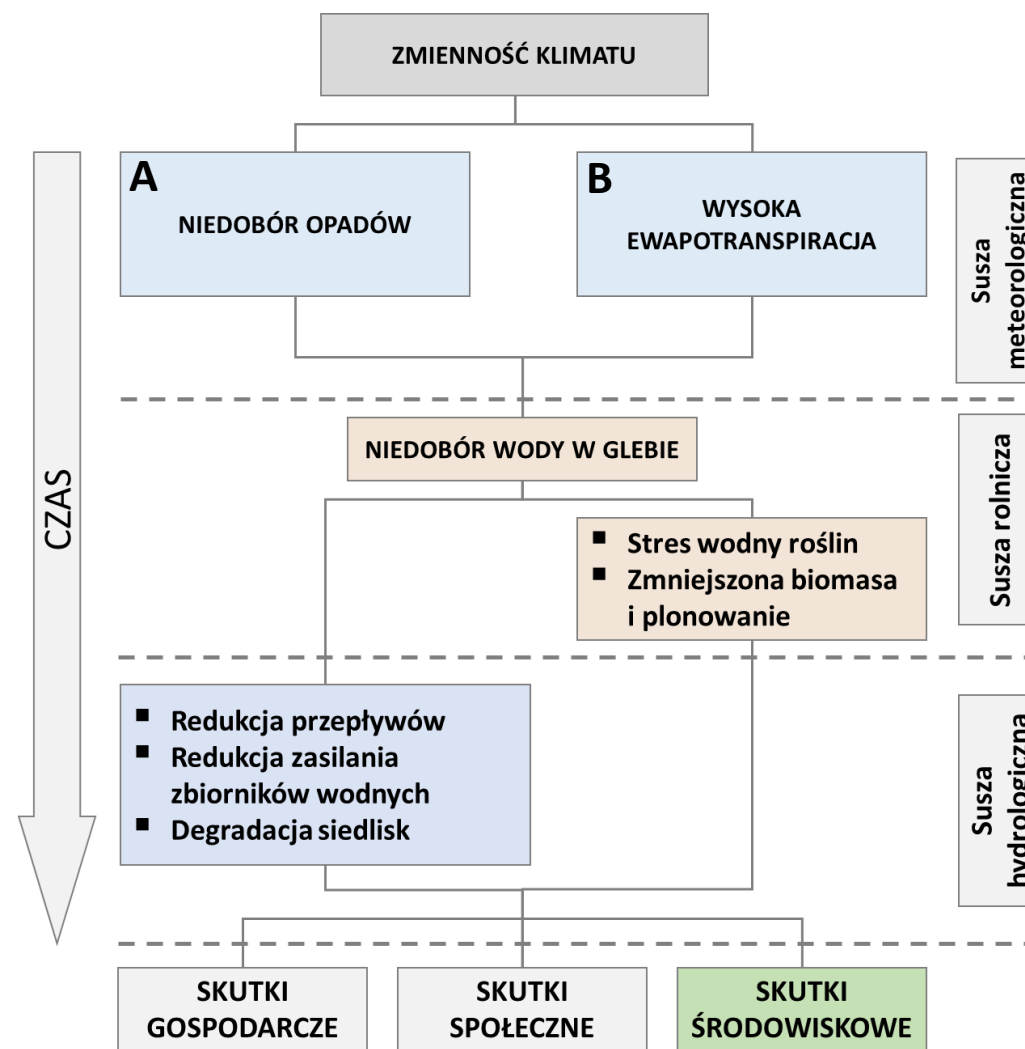 ZMIENNOŚĆ KLIMATU
A
NIEDOBÓR OPADÓW
B
WYSOKA
EWAPOTRANSPIRACJA
Susza
meteorologiczna
CZAS
NIEDOBÓR WODY W GLEBIE
■ Stres wodny roślin
■ Zmniejszona biomasa
i plonowanie
Susza rolnicza
■ Redukcja przepływów
■ Redukcja zasilania
zbiorników wodnych
■ Degradacja siedlisk
Susza
hydrologiczna
SKUTKI
GOSPODARCZE
SKUTKI
SPOŁECZNE
SKUTKI
ŚRODOWISKOWE